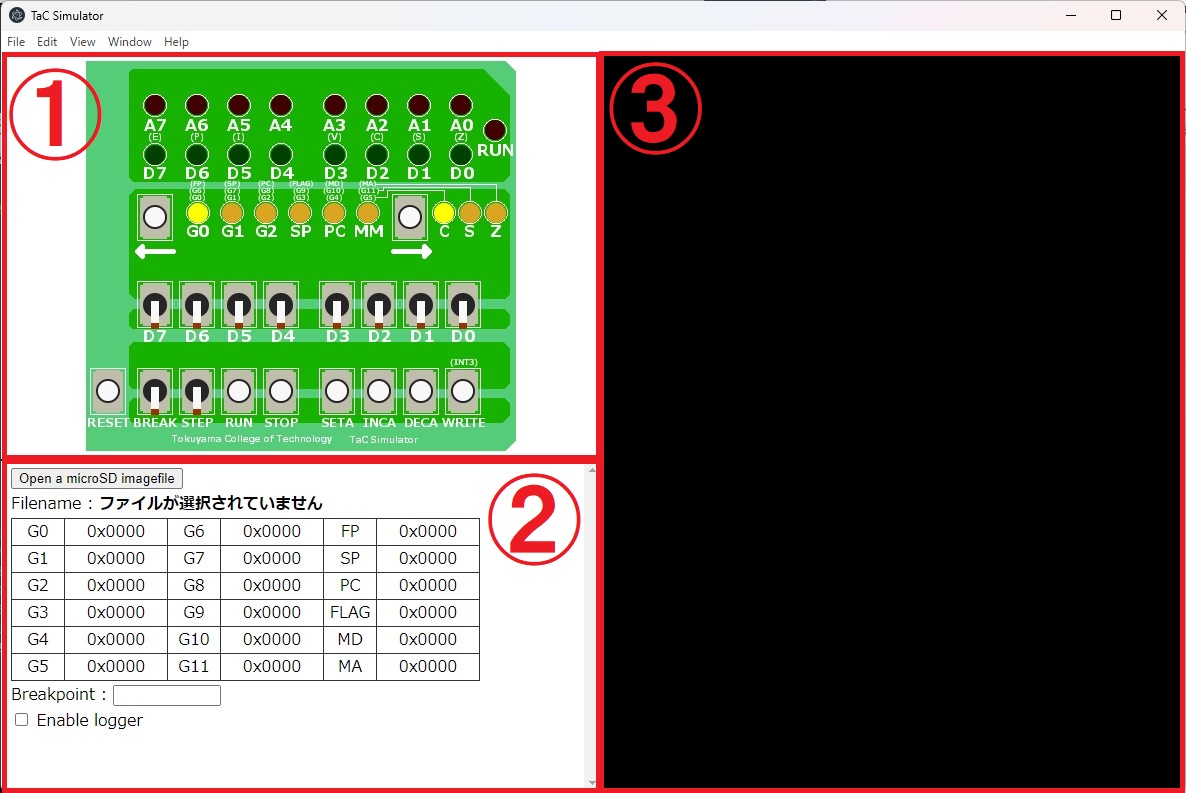 TaC Simulator
File Edit View Window Help
①
③
A7 A6 A5 A4 A3 A2 A1 A0
(E) (P) (I) (V) (C) (S) (Z)
RUN
D7 D6 D5 D4 D3 D2 D1 D0
(FP) (SP) (PC) (FLAG) (MD) (MA)
(G6) (G7) (G8) (G9) (G10) (G11)
(G0) (G1) (G2) (G3) (G4) (G5)
G0 G1 G2 SP PC MM C S Z
D7 D6 D5 D4 D3 D2 D1 D0
(INT3)
RESET BREAK STEP RUN STOP SETA INCA DECA WRITE
Tokuyama College of Technology TaC Simulator
②
Open a microSD imagefile
Filename : ファイルが選択されていません
G0 0x0000 G6 0x0000 FP 0x0000
G1 0x0000 G7 0x0000 SP 0x0000
G2 0x0000 G8 0x0000 PC 0x0000
G3 0x0000 G9 0x0000 FLAG 0x0000
G4 0x0000 G10 0x0000 MD 0x0000
G5 0x0000 G11 0x0000 MA 0x0000
Breakpoint :
Enable logger